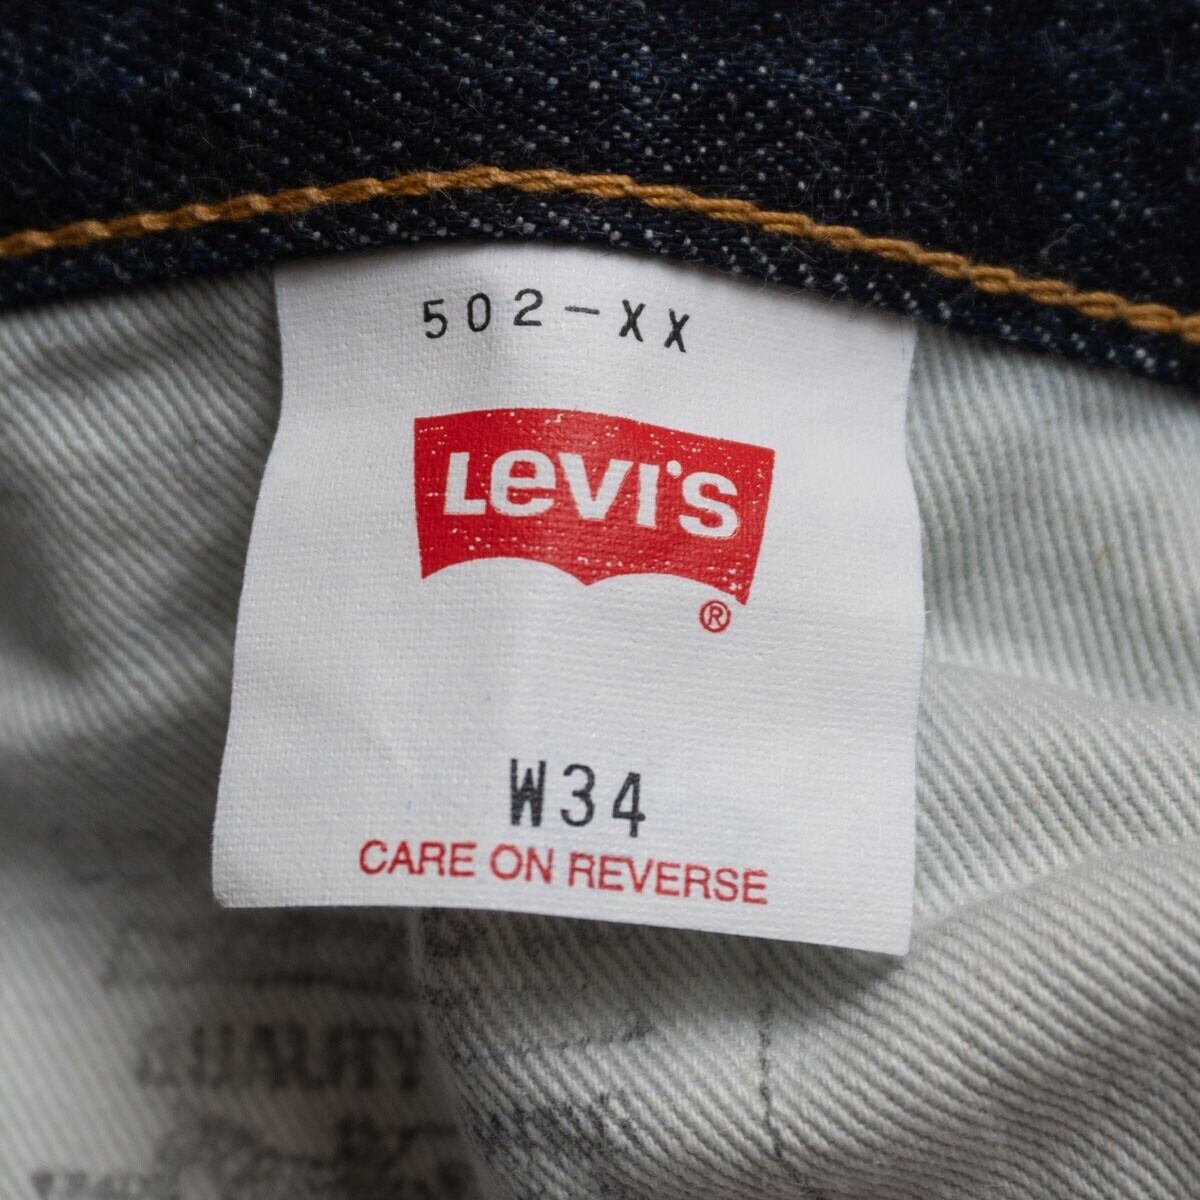 502-XX
Levi's
®
W34
CARE ON REVERSE